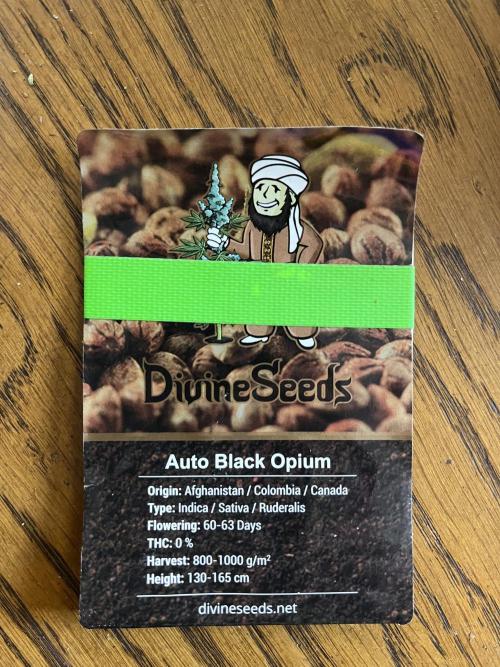 DivineSeeds
Auto Black Opium
Origin: Afghanistan / Colombia / Canada
Type: Indica / Sativa / Ruderalis
Flowering: 60-63 Days
THC: 0 %
Harvest: 800-1000 g/m²
Height: 130-165 cm
divineseeds.net